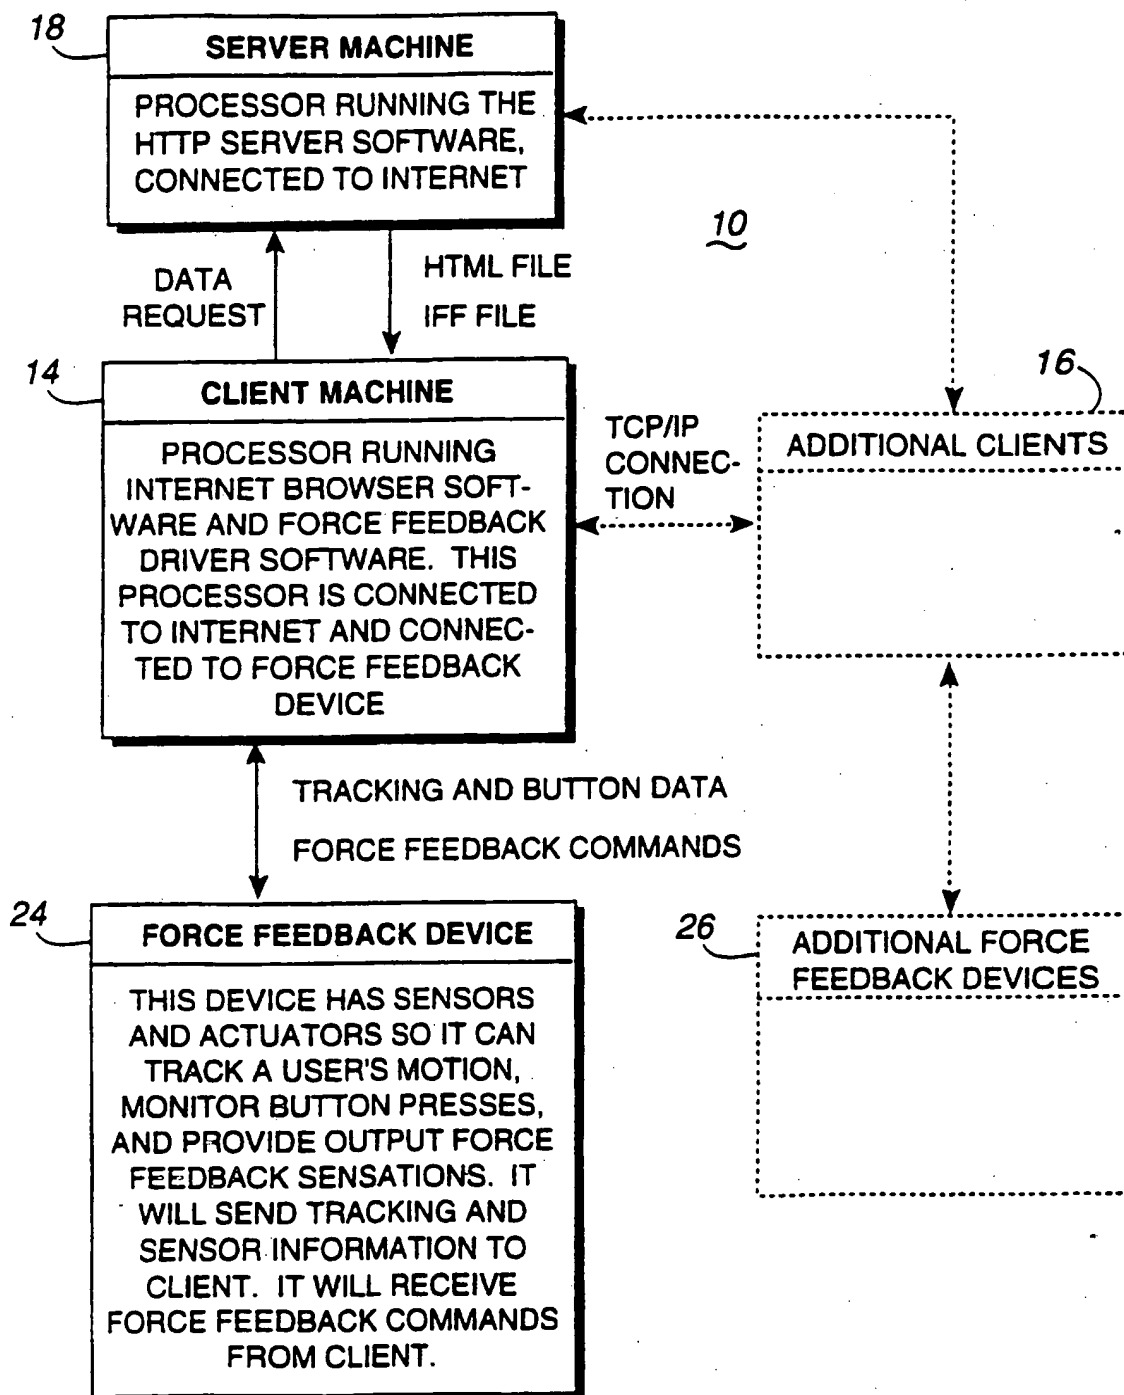 18
SERVER MACHINE
PROCESSOR RUNNING THE
HTTP SERVER SOFTWARE,
CONNECTED TO INTERNET
10
DATA
REQUEST
HTML FILE
IFF FILE
14
CLIENT MACHINE
PROCESSOR RUNNING
INTERNET BROWSER SOFT-
WARE AND FORCE FEEDBACK
DRIVER SOFTWARE. THIS
PROCESSOR IS CONNECTED
TO INTERNET AND CONNEC-
TED TO FORCE FEEDBACK
DEVICE
TCP/IP
CONNEC-
TION
16
ADDITIONAL CLIENTS
TRACKING AND BUTTON DATA
FORCE FEEDBACK COMMANDS
24
FORCE FEEDBACK DEVICE
THIS DEVICE HAS SENSORS
AND ACTUATORS SO IT CAN
TRACK A USER'S MOTION,
MONITOR BUTTON PRESSES,
AND PROVIDE OUTPUT FORCE
FEEDBACK SENSATIONS. IT
WILL SEND TRACKING AND
SENSOR INFORMATION TO
CLIENT. IT WILL RECEIVE
FORCE FEEDBACK COMMANDS
FROM CLIENT.
26
ADDITIONAL FORCE
FEEDBACK DEVICES